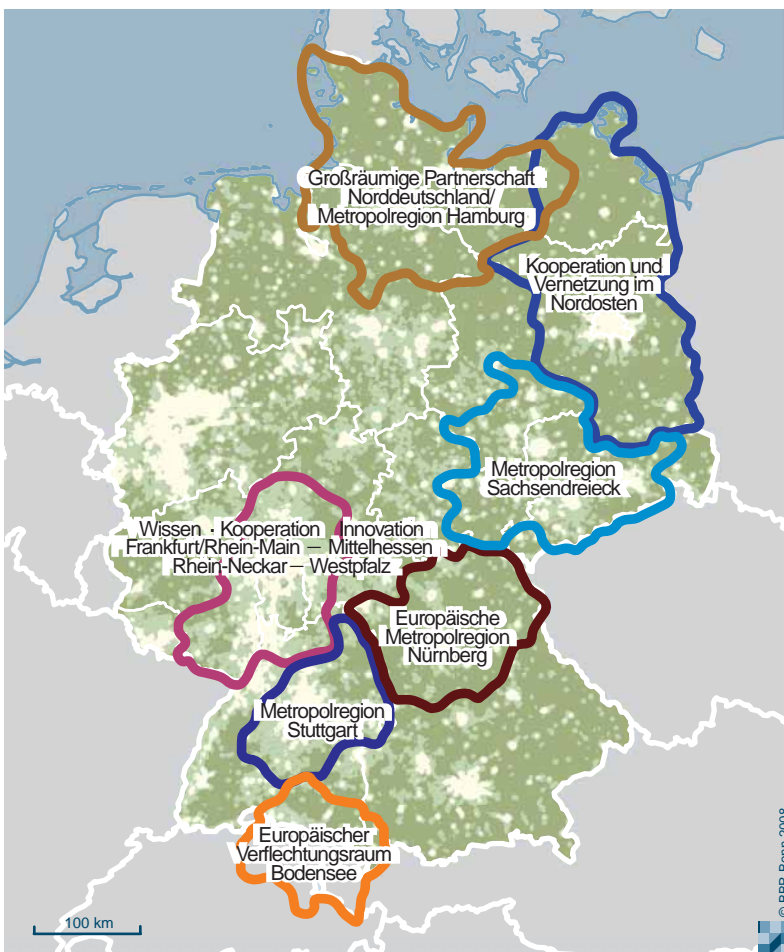 Großräumige Partnerschaft
Norddeutschland/
Metropolregion Hamburg
Kooperation und
Vernetzung im
Nordosten
Metropolregion
Sachsendreieck
Wissen · Kooperation Innovation
Frankfurt/Rhein-Main – Mittelhessen
Rhein-Neckar – Westpfalz
Europäische
Metropolregion
Nürnberg
Metropolregion
Stuttgart
Europäischer
Verflechtungsraum
Bodensee
100 km
© BBR Bonn 2008